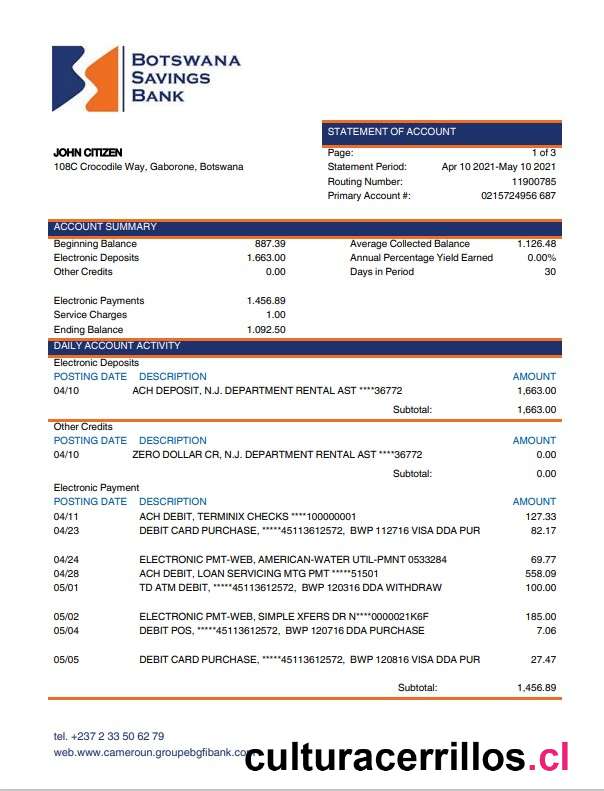 BOTSWANA
SAVINGS
BANK
STATEMENT OF ACCOUNT
JOHN CITIZEN
108C Crocodile Way, Gaborone, Botswana
Page: 1 of 3
Statement Period: Apr 10 2021-May 10 2021
Routing Number: 11900785
Primary Account #: 0215724956 687
ACCOUNT SUMMARY
Beginning Balance 887.39 Average Collected Balance 1.126.48
Electronic Deposits 1.663.00 Annual Percentage Yield Earned 0.00%
Other Credits 0.00 Days in Period 30
Electronic Payments 1.456.89
Service Charges 1.00
Ending Balance 1.092.50
DAILY ACCOUNT ACTIVITY
Electronic Deposits
POSTING DATE DESCRIPTION AMOUNT
04/10 ACH DEPOSIT, N.J. DEPARTMENT RENTAL AST ****36772 1,663.00
Subtotal: 1,663.00
Other Credits
POSTING DATE DESCRIPTION AMOUNT
04/10 ZERO DOLLAR CR, N.J. DEPARTMENT RENTAL AST ****36772 0.00
Subtotal: 0.00
Electronic Payment
POSTING DATE DESCRIPTION AMOUNT
04/11 ACH DEBIT, TERMINIX CHECKS ****100000001 127.33
04/23 DEBIT CARD PURCHASE, *****45113612572, BWP 112716 VISA DDA PUR 82.17
04/24 ELECTRONIC PMT-WEB, AMERICAN-WATER UTIL-PMNT 0533284 69.77
04/28 ACH DEBIT, LOAN SERVICING MTG PMT *****51501 558.09
05/01 TD ATM DEBIT, *****45113612572, BWP 120316 DDA WITHDRAW 100.00
05/02 ELECTRONIC PMT-WEB, SIMPLE XFERS DR N****0000021K6F 185.00
05/04 DEBIT POS, *****45113612572, BWP 120716 DDA PURCHASE 7.06
05/05 DEBIT CARD PURCHASE, *****45113612572, BWP 120816 VISA DDA PUR 27.47
Subtotal: 1,456.89
tel. +237 2 33 50 62 79
web.www.cameroun.groupebgfibank.com
culturacerrillos.cl